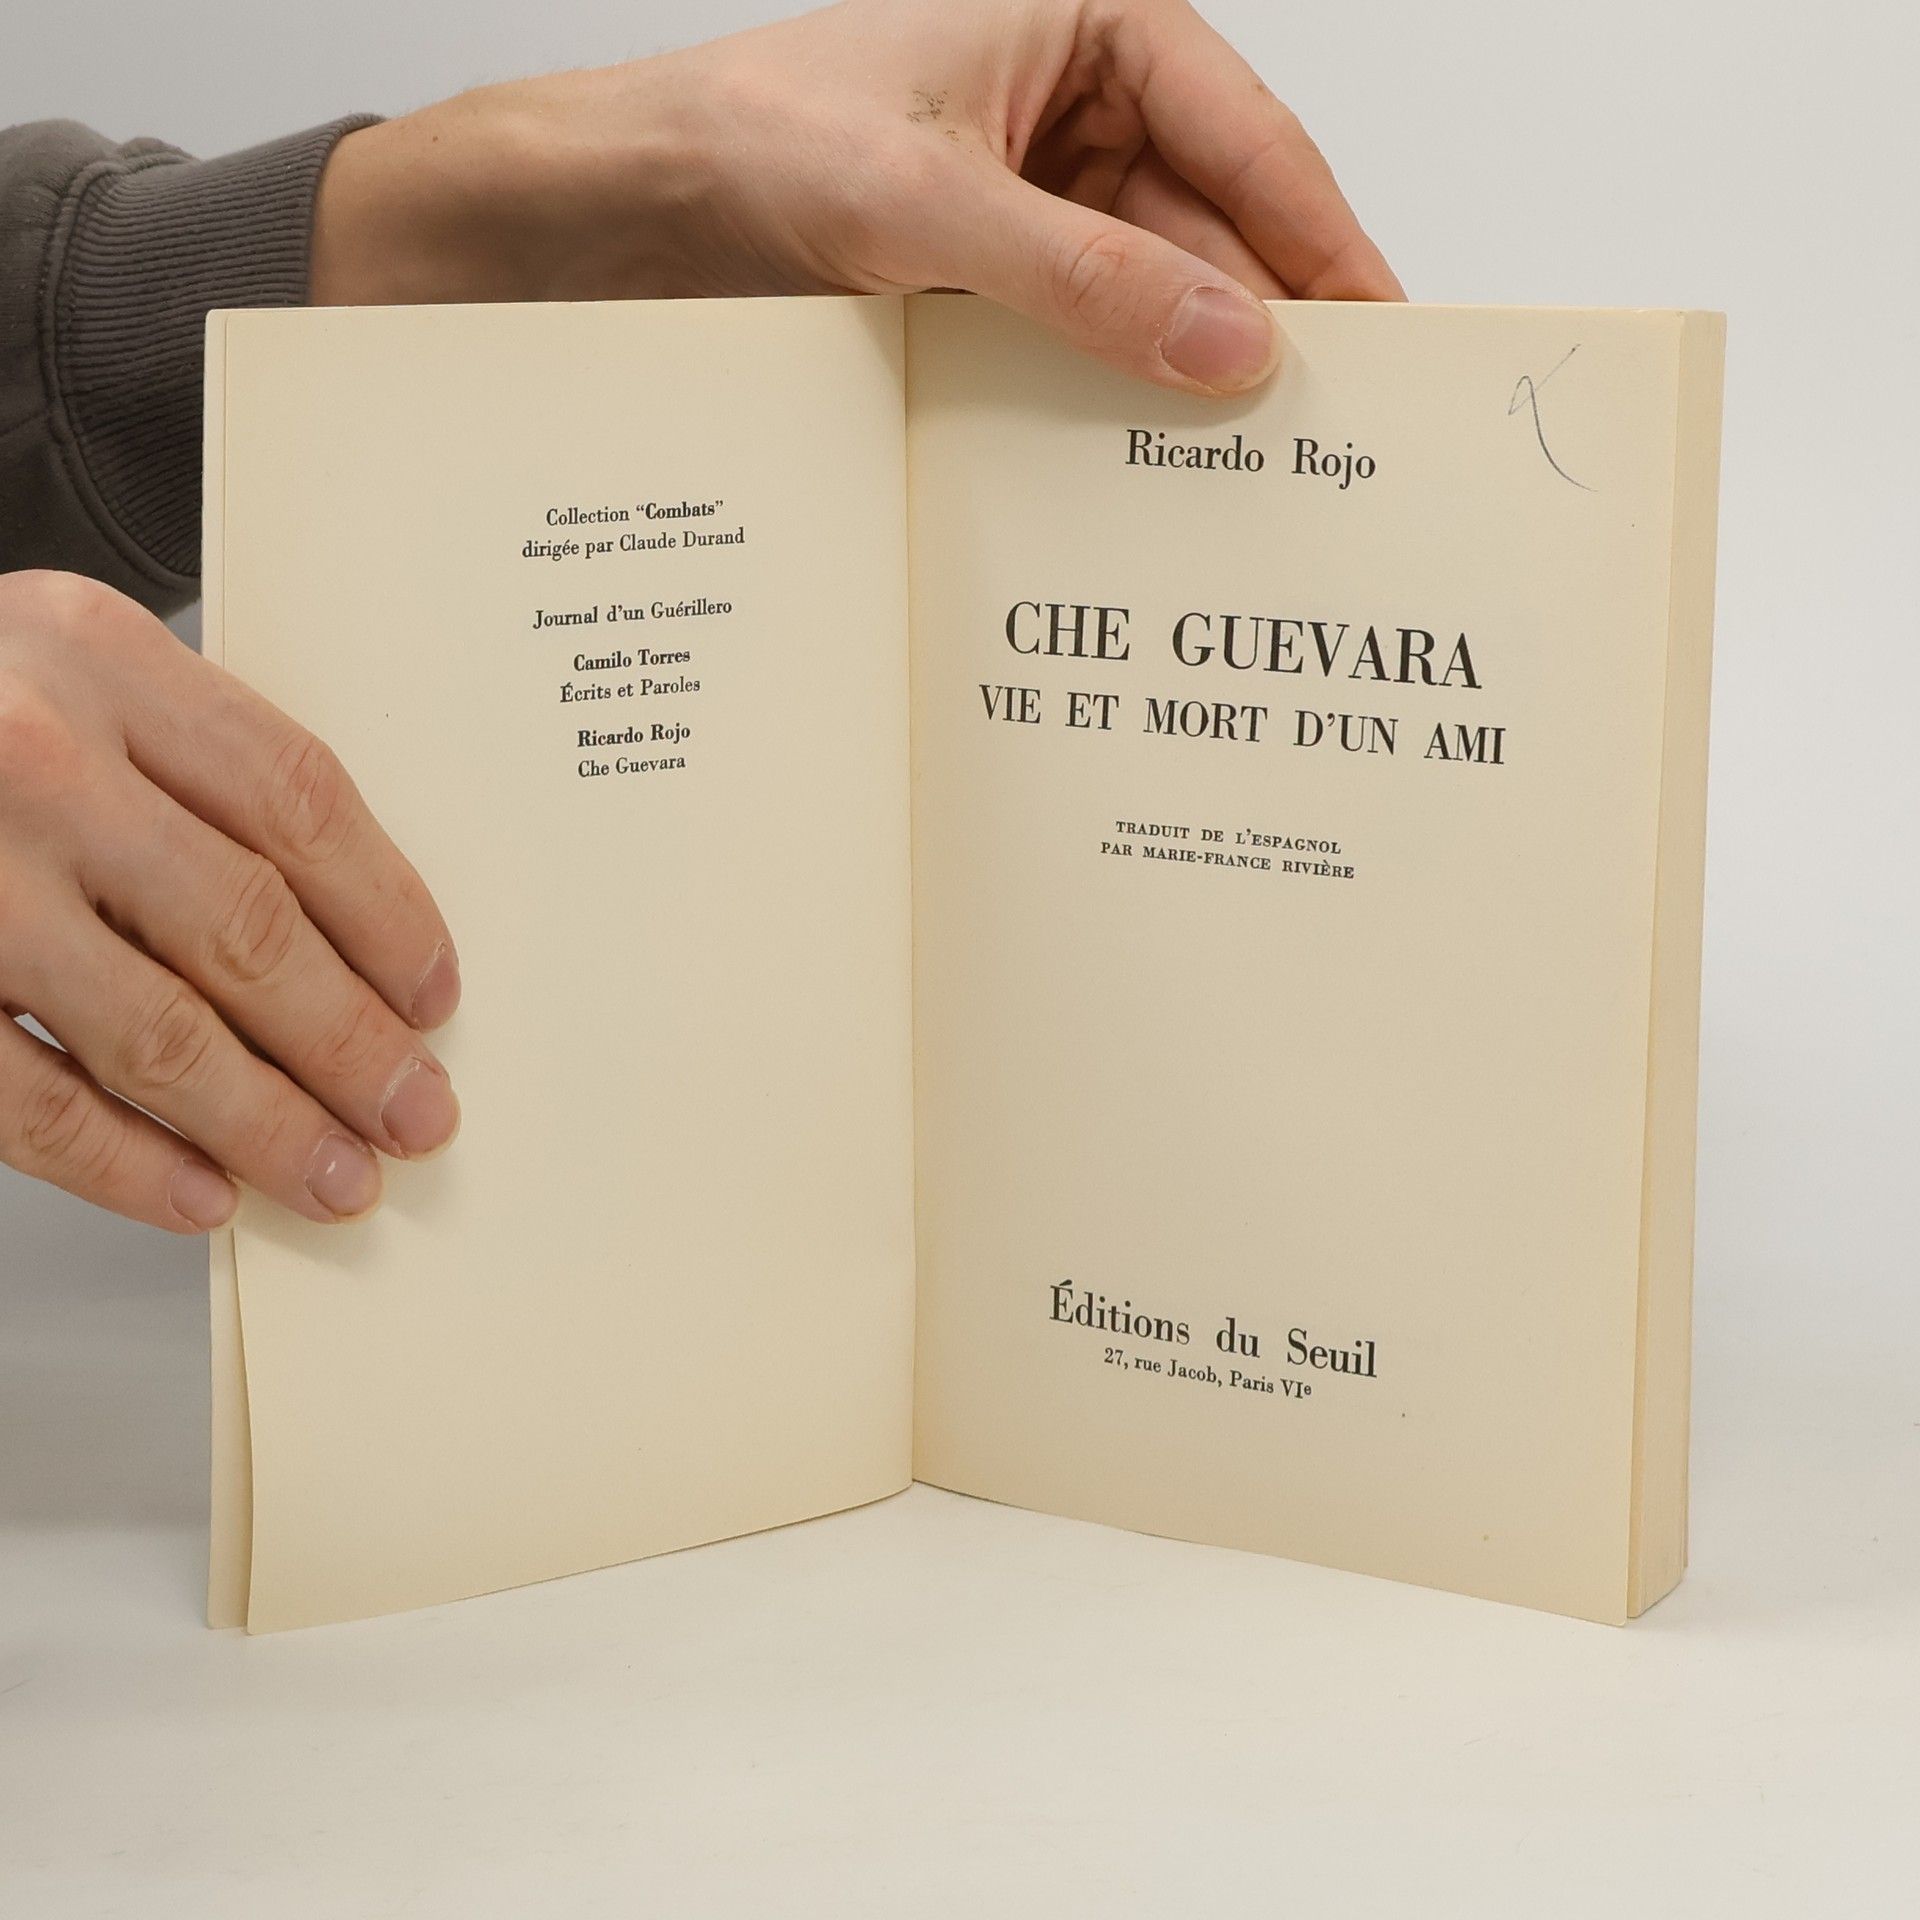 Collection “Combats”
dirigée par Claude Durand
Journal d’un Guérillero
Camilo Torres
Écrits et Paroles
Ricardo Rojo
Che Guevara
Ricardo Rojo
CHE GUEVARA
VIE ET MORT D’UN AMI
TRADUIT DE L’ESPAGNOL
PAR MARIE-FRANCE RIVIÈRE
Éditions du Seuil
27, rue Jacob, Paris VIᵉ